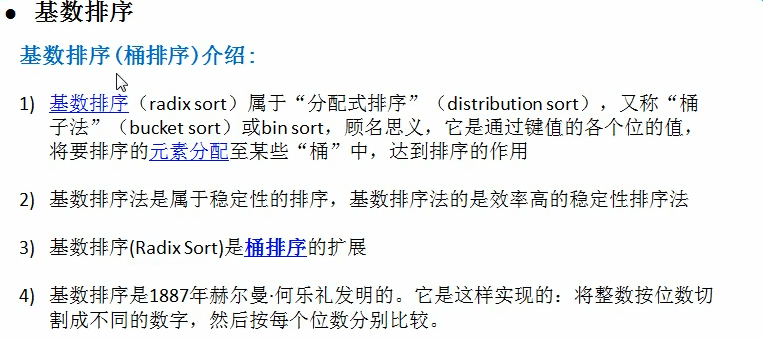 ● 基数排序
基数排序(桶排序)介绍:
1) 基数排序（radix sort）属于“分配式排序”（distribution sort），又称“桶
子法”（bucket sort）或bin sort，顾名思义，它是通过键值的各个位的值，
将要排序的元素分配至某些“桶”中，达到排序的作用
2) 基数排序法是属于稳定性的排序，基数排序法的是效率高的稳定性排序法
3) 基数排序(Radix Sort)是桶排序的扩展
4) 基数排序是1887年赫尔曼·何乐礼发明的。它是这样实现的：将整数按位数切
割成不同的数字，然后按每个位数分别比较。